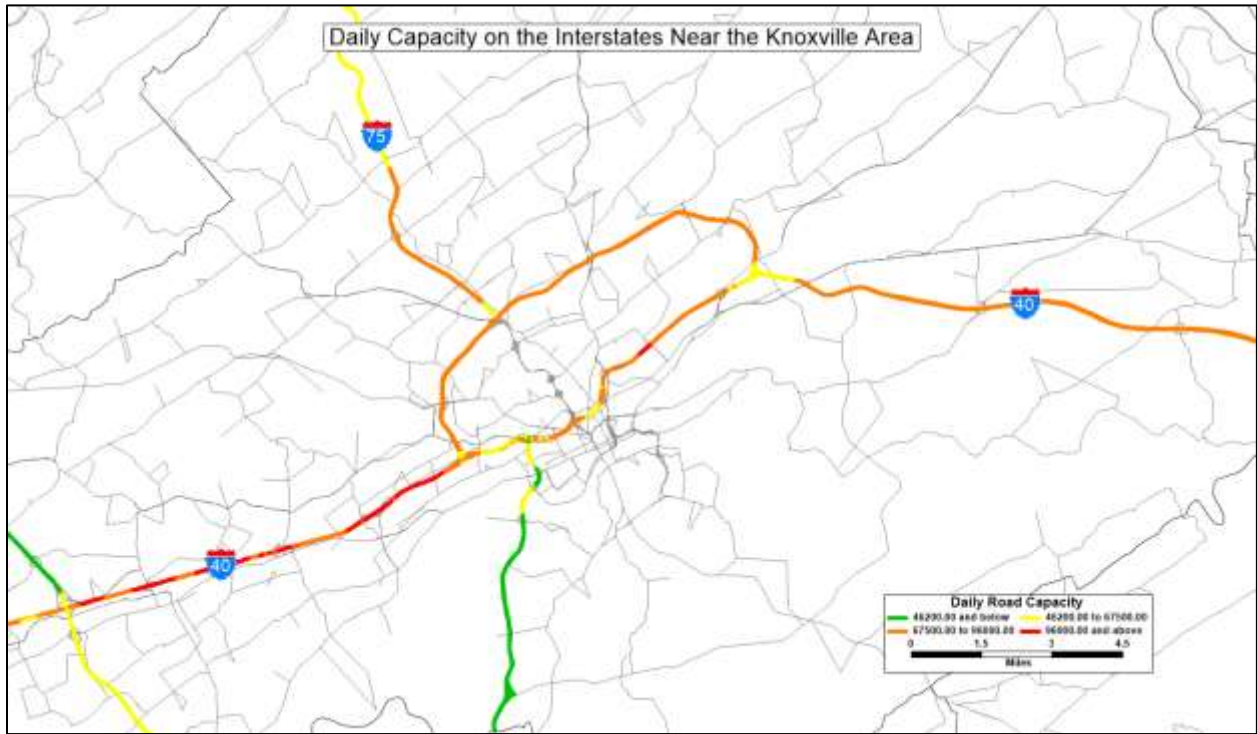 Daily Capacity on the Interstates Near the Knoxville Area
75
40
40
Daily Road Capacity
46200.00 and below 46200.00 to 67500.00
67500.00 to 96000.00 96000.00 and above
0 1.5 3 4.5
Miles